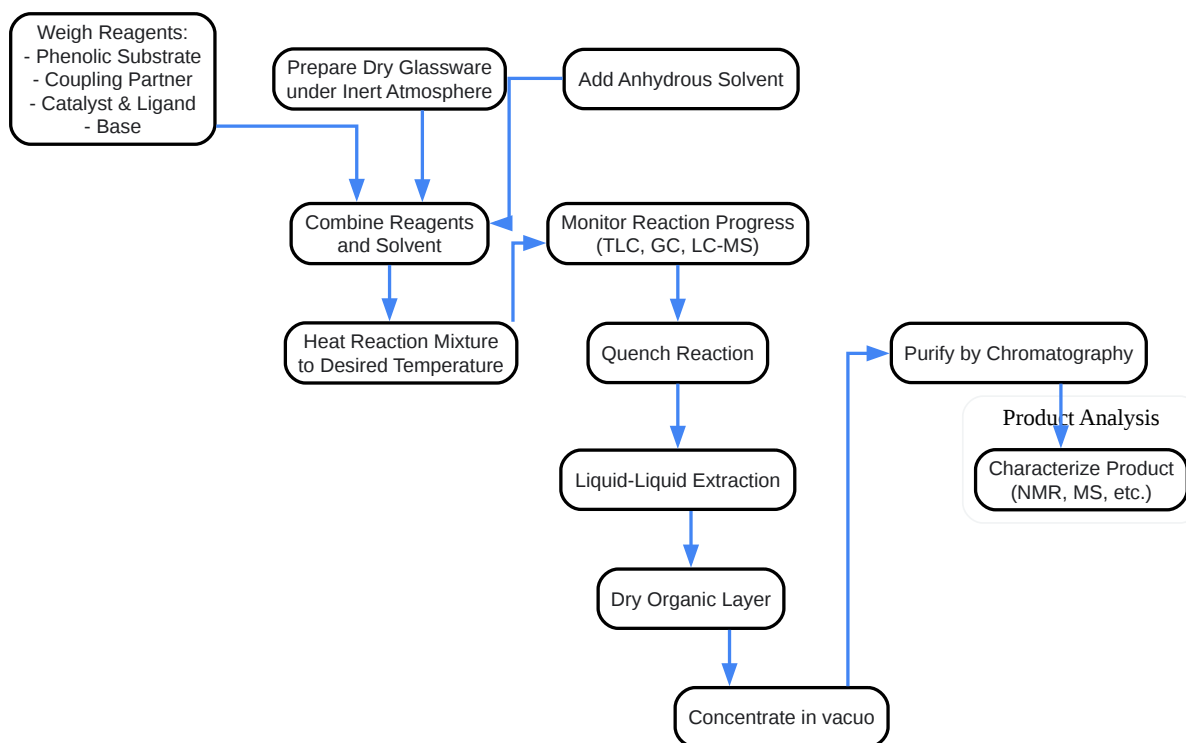 Weigh Reagents:
- Phenolic Substrate
- Coupling Partner
- Catalyst & Ligand
- Base
Prepare Dry Glassware
under Inert Atmosphere
Add Anhydrous Solvent
Combine Reagents
and Solvent
Monitor Reaction Progress
(TLC, GC, LC-MS)
Heat Reaction Mixture
to Desired Temperature
Quench Reaction
Purify by Chromatography
Product Analysis
Characterize Product
(NMR, MS, etc.)
Liquid-Liquid Extraction
Dry Organic Layer
Concentrate in vacuo